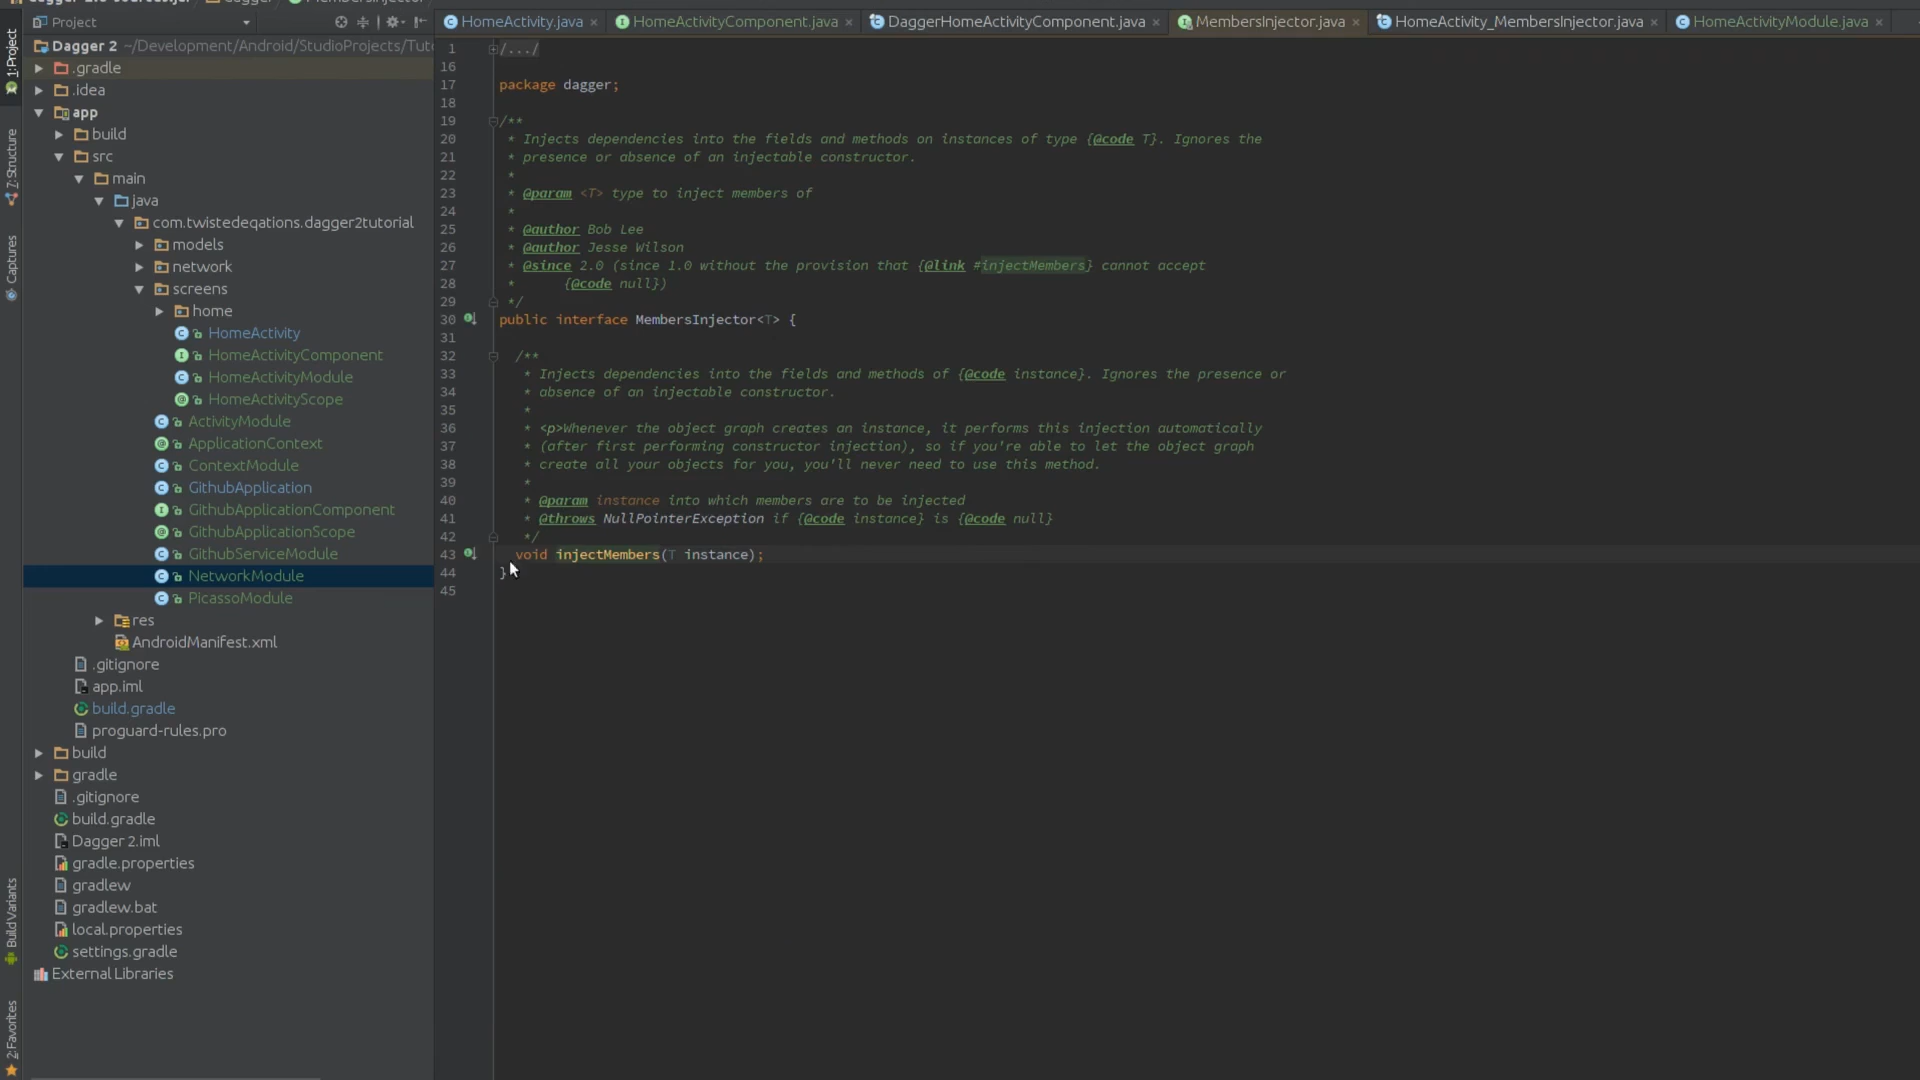 Project
Dagger 2 ~/Development/Android/StudioProjects/Tuto
.gradle
.idea
app
build
src
main
java
com.twistedeqations.dagger2tutorial
models
network
screens
home
HomeActivity
HomeActivityComponent
HomeActivityModule
HomeActivityScope
ActivityModule
ApplicationContext
ContextModule
GithubApplication
GithubApplicationComponent
GithubApplicationScope
GithubServiceModule
NetworkModule
PicassoModule
res
AndroidManifest.xml
.gitignore
app.iml
build.gradle
proguard-rules.pro
build
gradle
.gitignore
build.gradle
Dagger 2.iml
gradle.properties
gradlew
gradlew.bat
local.properties
settings.gradle
External Libraries
1: Project
7: Structure
Captures
Build Variants
2: Favorites
HomeActivity.java × HomeActivityComponent.java × DaggerHomeActivityComponent.java × MembersInjector.java × HomeActivity_MembersInjector.java × HomeActivityModule.java ×
1 /.../
16
17 package dagger;
18
19 /**
20 * Injects dependencies into the fields and methods on instances of type {@code T}. Ignores the
21 * presence or absence of an injectable constructor.
22 *
23 * @param <T> type to inject members of
24 *
25 * @author Bob Lee
26 * @author Jesse Wilson
27 * @since 2.0 (since 1.0 without the provision that {@link #injectMembers} cannot accept
28 * {@code null})
29 */
30 public interface MembersInjector<T> {
31
32 /**
33 * Injects dependencies into the fields and methods of {@code instance}. Ignores the presence or
34 * absence of an injectable constructor.
35 *
36 * <p>Whenever the object graph creates an instance, it performs this injection automatically
37 * (after first performing constructor injection), so if you're able to let the object graph
38 * create all your objects for you, you'll never need to use this method.
39 *
40 * @param instance into which members are to be injected
41 * @throws NullPointerException if {@code instance} is {@code null}
42 */
43 void injectMembers(T instance);
44 }
45